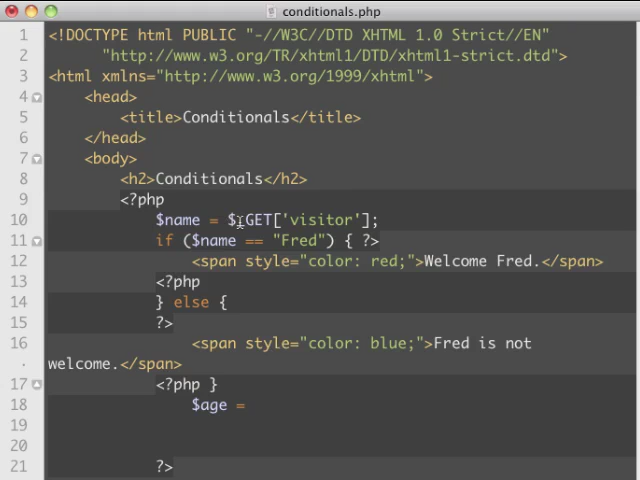 conditionals.php
1 <!DOCTYPE html PUBLIC "-//W3C//DTD XHTML 1.0 Strict//EN"
2 "http://www.w3.org/TR/xhtml1/DTD/xhtml1-strict.dtd">
3 <html xmlns="http://www.w3.org/1999/xhtml">
4 <head>
5 <title>Conditionals</title>
6 </head>
7 <body>
8 <h2>Conditionals</h2>
9 <?php
10 $name = $_GET['visitor'];
11 if ($name == "Fred") { ?>
12 <span style="color: red;">Welcome Fred.</span>
13 <?php
14 } else {
15 ?>
16 <span style="color: blue;">Fred is not
welcome.</span>
17 <?php }
18 $age =
19
20
21 ?>